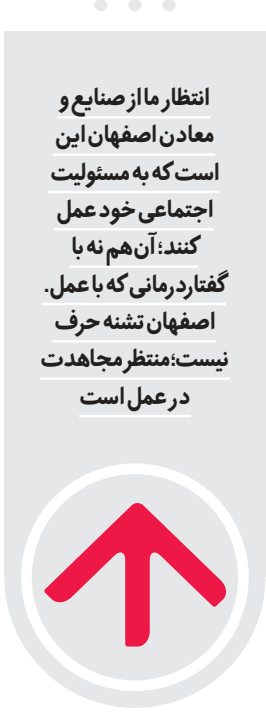 انتظار ما از صنایع و
معادن اصفهان این
است که به مسئولیت
اجتماعی خود عمل
کنند؛ آن هم نه با
گفتاردرمانی که با عمل.
اصفهان تشنه حرف
نیست؛ منتظر مجاهدت
در عمل است